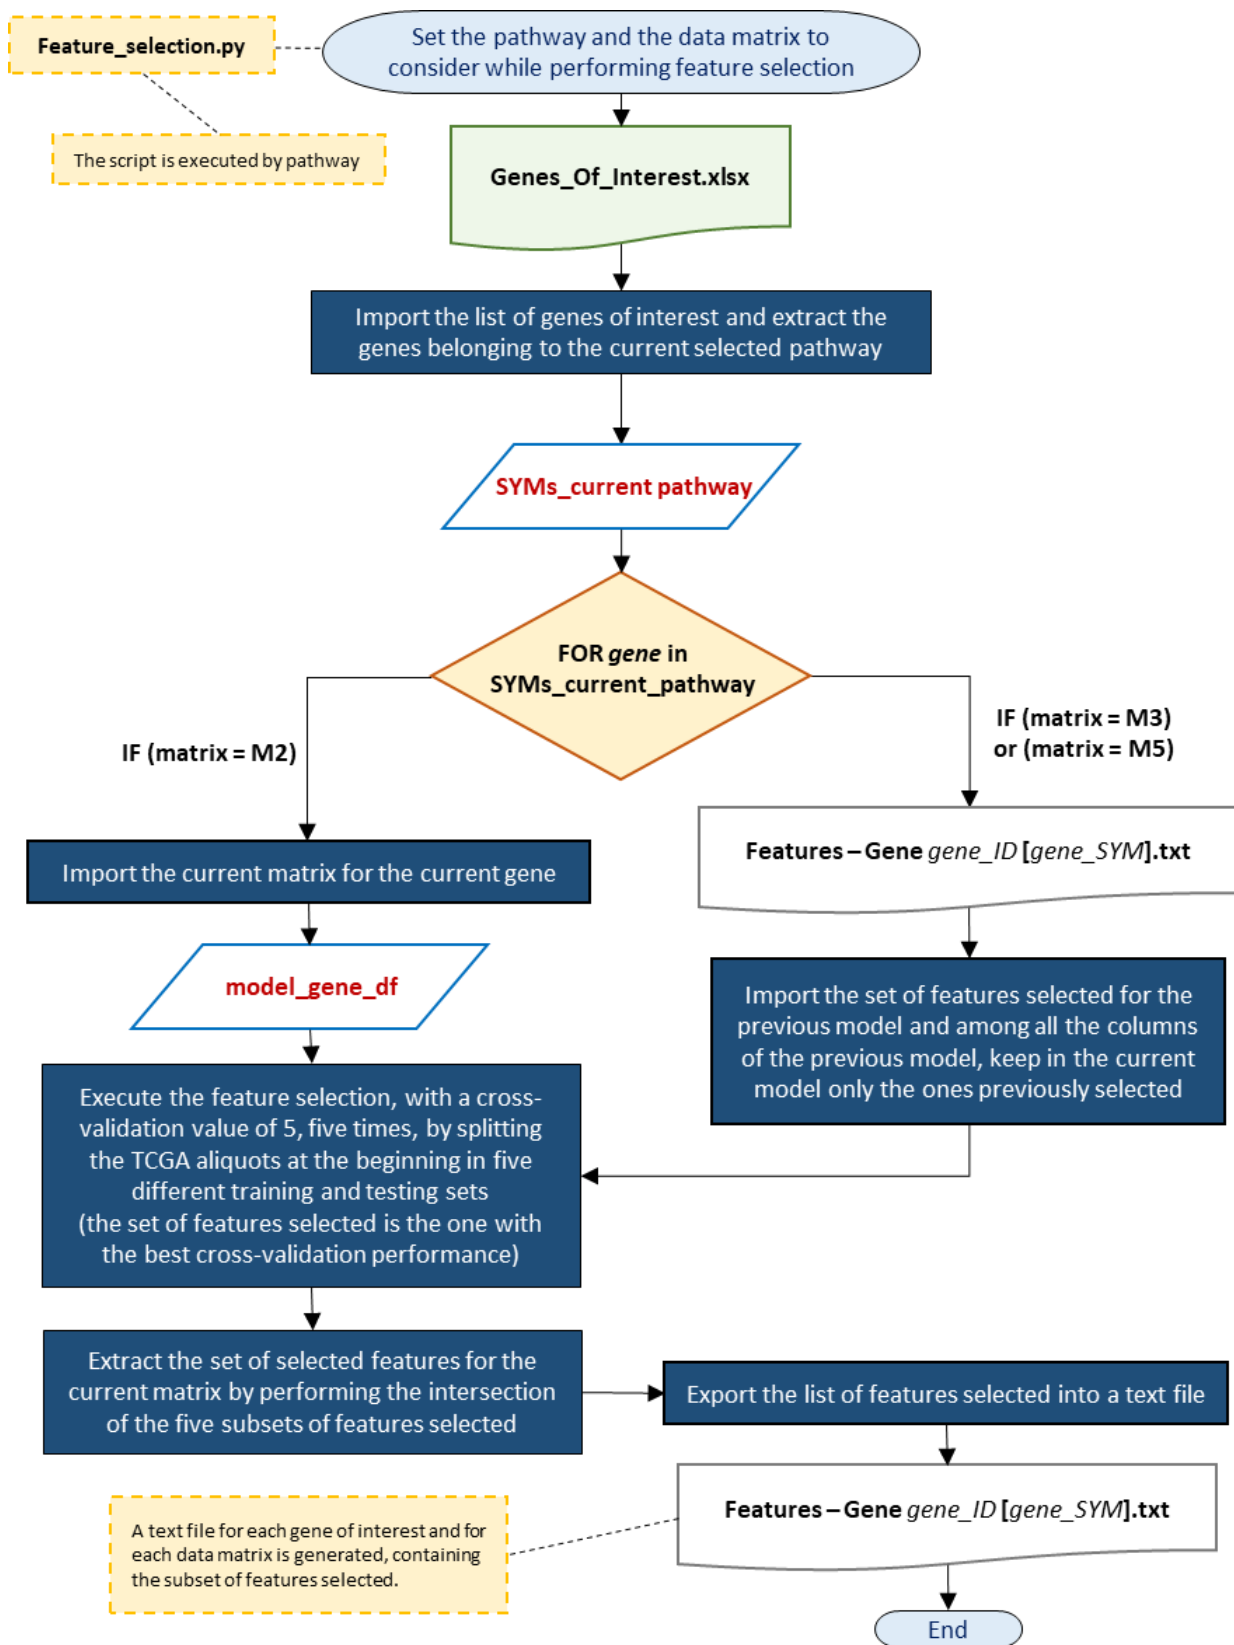 Feature_selection.py
Set the pathway and the data matrix to
consider while performing feature selection
The script is executed by pathway
Genes_Of_Interest.xlsx
Import the list of genes of interest and extract the
genes belonging to the current selected pathway
SYMs_current pathway
FOR gene in
SYMs_current_pathway
IF (matrix = M2)
IF (matrix = M3)
or (matrix = M5)
Import the current matrix for the current gene
Features – Gene gene_ID [gene_SYM].txt
model_gene_df
Import the set of features selected for the
previous model and among all the columns
of the previous model, keep in the current
model only the ones previously selected
Execute the feature selection, with a cross-
validation value of 5, five times, by splitting
the TCGA aliquots at the beginning in five
different training and testing sets
(the set of features selected is the one with
the best cross-validation performance)
Extract the set of selected features for the
current matrix by performing the intersection
of the five subsets of features selected
Export the list of features selected into a text file
Features – Gene gene_ID [gene_SYM].txt
A text file for each gene of interest and for
each data matrix is generated, containing
the subset of features selected.
End